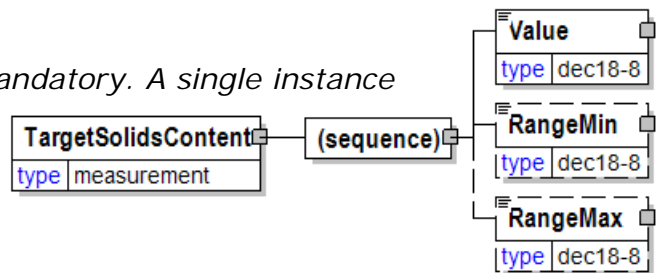 Value
type dec18-8
andatory. A single instance
RangeMin
type dec18-8
TargetSolidsContent
type measurement
(sequence)
RangeMax
type dec18-8